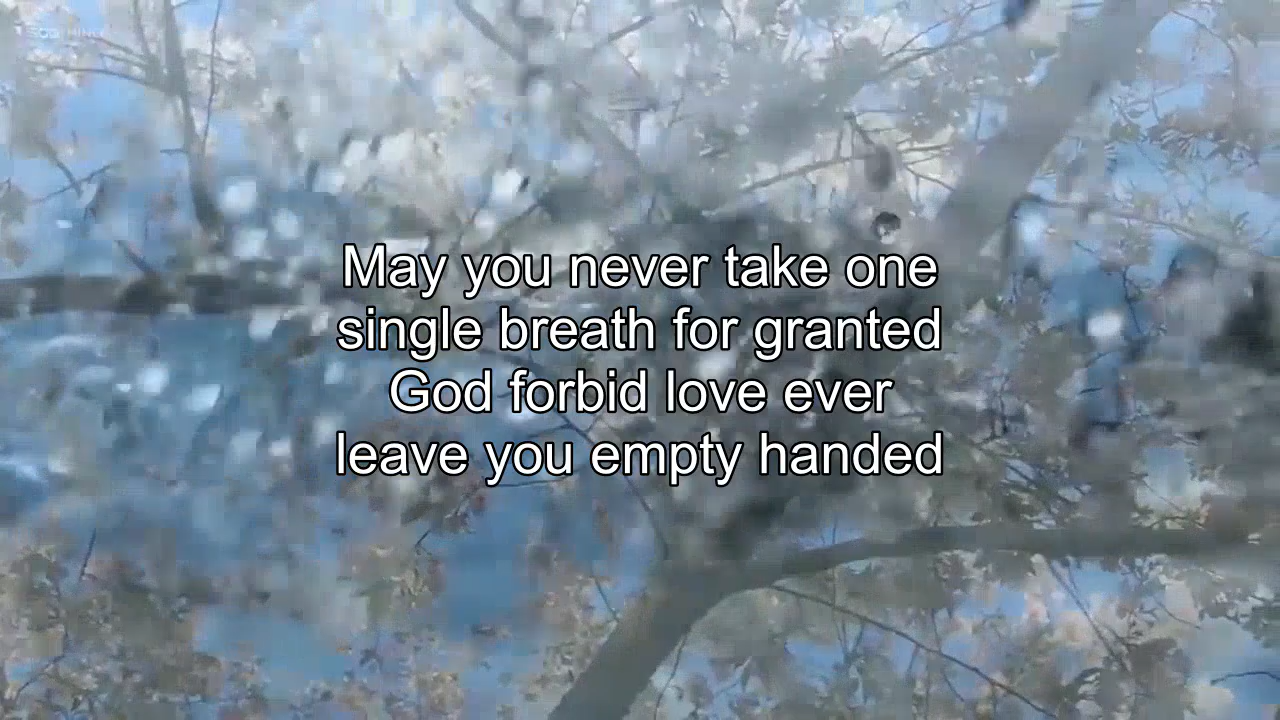 May you never take one
single breath for granted
God forbid love ever
leave you empty handed